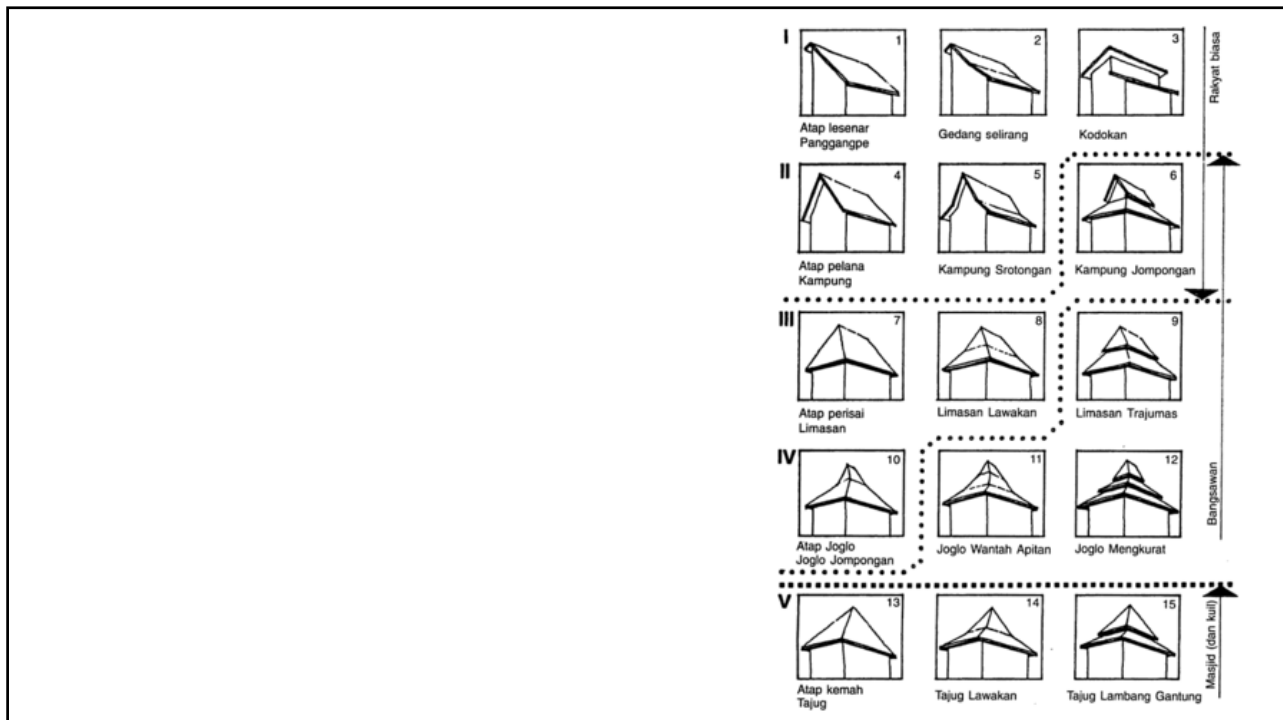 I
1
2
3
Atap lesenar
Panggangpe
Gedang selirang
Kodokan
Rakyat biasa
II
4
5
6
Atap pelana
Kampung
Kampung Srotongan
Kampung Jompongan
III
7
8
9
Atap perisai
Limasan
Limasan Lawakan
Limasan Trajumas
IV
10
11
12
Atap Joglo
Joglo Jompongan
Joglo Wantah Apitan
Joglo Mengkurat
Bangsawan
V
13
14
15
Atap kemah
Tajug
Tajug Lawakan
Tajug Lambang Gantung
Masjid (dan kuil)